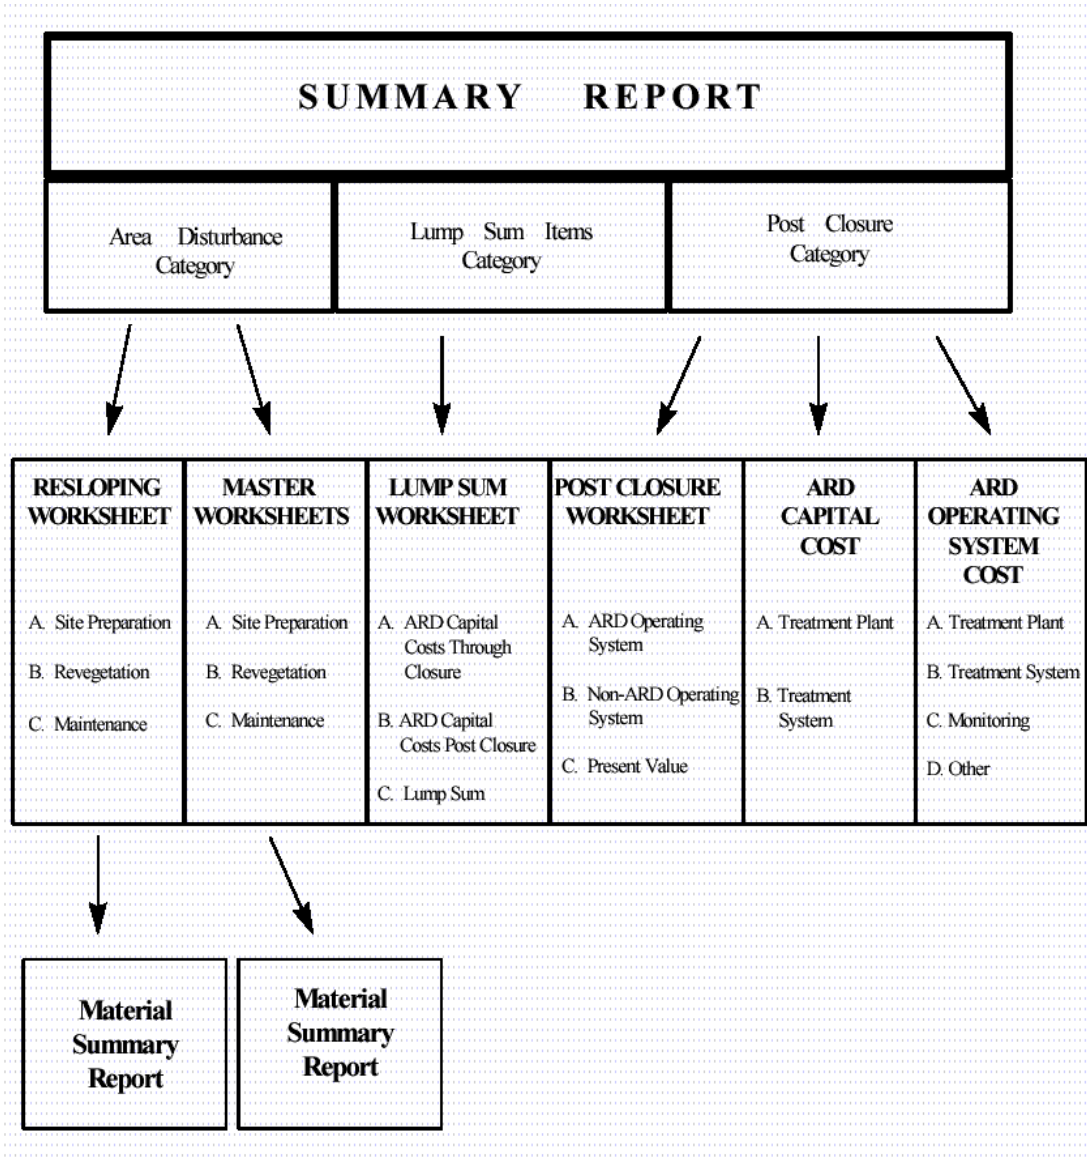 SUMMARY REPORT
Area Disturbance
Category
Lump Sum Items
Category
Post Closure
Category
RESLOPING
WORKSHEET
A. Site Preparation
B. Revegetation
C. Maintenance
MASTER
WORKSHEETS
A. Site Preparation
B. Revegetation
C. Maintenance
LUMP SUM
WORKSHEET
A. ARD Capital
Costs Through
Closure
B. ARD Capital
Costs Post Closure
C. Lump Sum
POST CLOSURE
WORKSHEET
A. ARD Operating
System
B. Non-ARD Operating
System
C. Present Value
ARD
CAPITAL
COST
A. Treatment Plant
B. Treatment
System
ARD
OPERATING
SYSTEM
COST
A. Treatment Plant
B. Treatment System
C. Monitoring
D. Other
Material
Summary
Report
Material
Summary
Report